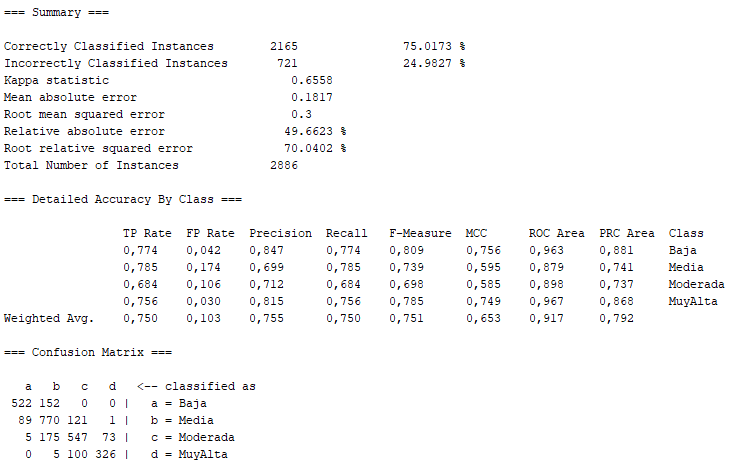 === Summary ===
Correctly Classified Instances 2165 75.0173 %
Incorrectly Classified Instances 721 24.9827 %
Kappa statistic 0.6558
Mean absolute error 0.1817
Root mean squared error 0.3
Relative absolute error 49.6623 %
Root relative squared error 70.0402 %
Total Number of Instances 2886
=== Detailed Accuracy By Class ===
TP Rate FP Rate Precision Recall F-Measure MCC ROC Area PRC Area Class
0,774 0,042 0,847 0,774 0,809 0,756 0,963 0,881 Baja
0,785 0,174 0,699 0,785 0,739 0,595 0,879 0,741 Media
0,684 0,106 0,712 0,684 0,698 0,585 0,898 0,737 Moderada
0,756 0,030 0,815 0,756 0,785 0,749 0,967 0,868 MuyAlta
Weighted Avg. 0,750 0,103 0,755 0,750 0,751 0,653 0,917 0,792
=== Confusion Matrix ===
a b c d <-- classified as
522 152 0 0 | a = Baja
89 770 121 1 | b = Media
5 175 547 73 | c = Moderada
0 5 100 326 | d = MuyAlta